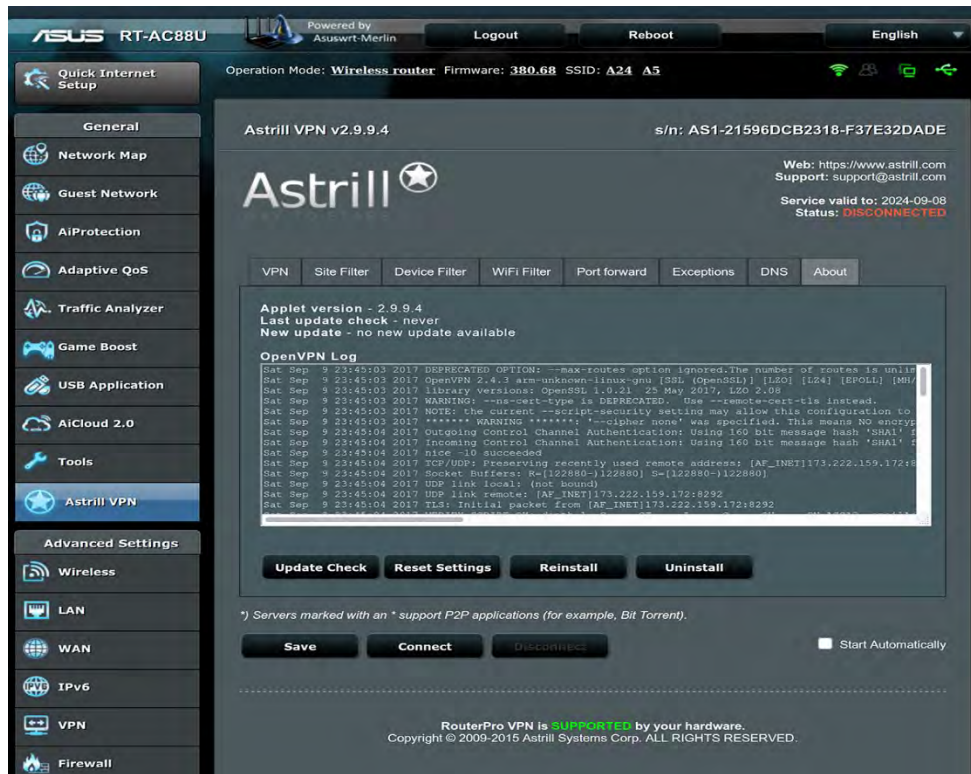 ASUS RT-AC88U
Powered by
Asuswrt-Merlin
Logout
Reboot
English
Quick Internet
Setup
Operation Mode: Wireless router Firmware: 380.68 SSID: A24 A5
General
Network Map
Guest Network
AiProtection
Adaptive QoS
Traffic Analyzer
Game Boost
USB Application
AiCloud 2.0
Tools
Astrill VPN
Advanced Settings
Wireless
LAN
WAN
IPv6
VPN
Firewall
Astrill VPN v2.9.9.4
s/n: AS1-21596DCB2318-F37E32DADE
Astrill
Web: https://www.astrill.com
Support: support@astrill.com
Service valid to: 2024-09-08
Status: DISCONNECTED
VPN Site Filter Device Filter WiFi Filter Port forward Exceptions DNS About
Applet version - 2.9.9.4
Last update check - never
New update - no new update available
OpenVPN Log
Sat Sep 9 23:45:03 2017 DEPRECATED OPTION: --max-routes option ignored.The number of routes is unlim
Sat Sep 9 23:45:03 2017 OpenVPN 2.4.3 arm-unknown-linux-gnu [SSL (OpenSSL)] [LZO] [LZ4] [EPOLL] [MH/
Sat Sep 9 23:45:03 2017 library versions: OpenSSL 1.0.21 25 May 2017, LZO 2.08
Sat Sep 9 23:45:03 2017 WARNING: --ns-cert-type is DEPRECATED. Use --remote-cert-tls instead.
Sat Sep 9 23:45:03 2017 NOTE: the current --script-security setting may allow this configuration to
Sat Sep 9 23:45:03 2017 ******* WARNING *******: '--cipher none' was specified. This means NO encryp
Sat Sep 9 23:45:04 2017 Outgoing Control Channel Authentication: Using 160 bit message hash 'SHA1' f
Sat Sep 9 23:45:04 2017 Incoming Control Channel Authentication: Using 160 bit message hash 'SHA1' f
Sat Sep 9 23:45:04 2017 nice -10 succeeded
Sat Sep 9 23:45:04 2017 TCP/UDP: Preserving recently used remote address: [AF_INET]173.222.159.172:8
Sat Sep 9 23:45:04 2017 Socket Effers: R=[122880-)122880] S=[122880-)122880]
Sat Sep 9 23:45:04 2017 UDP link local: (not bound)
Sat Sep 9 23:45:04 2017 UDP link remote: [AF_INET]173.222.159.172:8292
Sat Sep 9 23:45:04 2017 TLS: Initial packet from [AF_INET]173.222.159.172:8292
Update Check
Reset Settings
Reinstall
Uninstall
*) Servers marked with an * support P2P applications (for example, Bit Torrent).
Save
Connect
Disconnect
Start Automatically
RouterPro VPN is SUPPORTED by your hardware.
Copyright © 2009-2015 Astrill Systems Corp. ALL RIGHTS RESERVED.